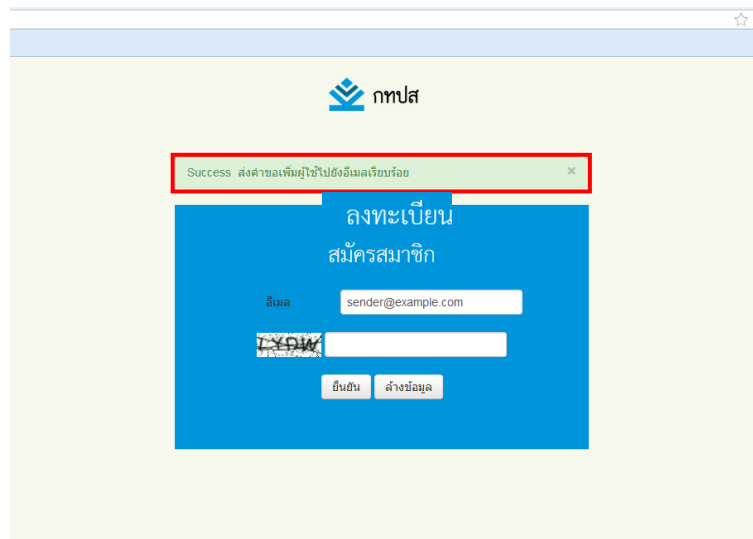 กทปส
Success ส่งคำขอเพิ่มผู้ใช้ไปยังอีเมลเรียบร้อย ×
ลงทะเบียน
สมัครสมาชิก
อีเมล sender@example.com
ยืนยัน ล้างข้อมูล